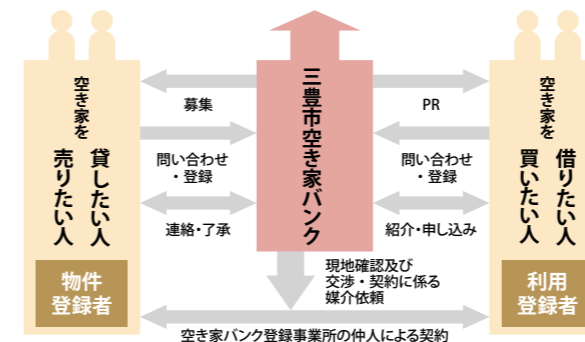 空き家を
貸したい人
売りたい人
物件
登録者
募集
問い合わせ
・登録
連絡・了承
三豊市空き家バンク
PR
問い合わせ
・登録
紹介・申し込み
現地確認及び
交渉・契約に係る
媒介依頼
空き家を
借りたい人
買いたい人
利用
登録者
空き家バンク登録事業所の仲人による契約